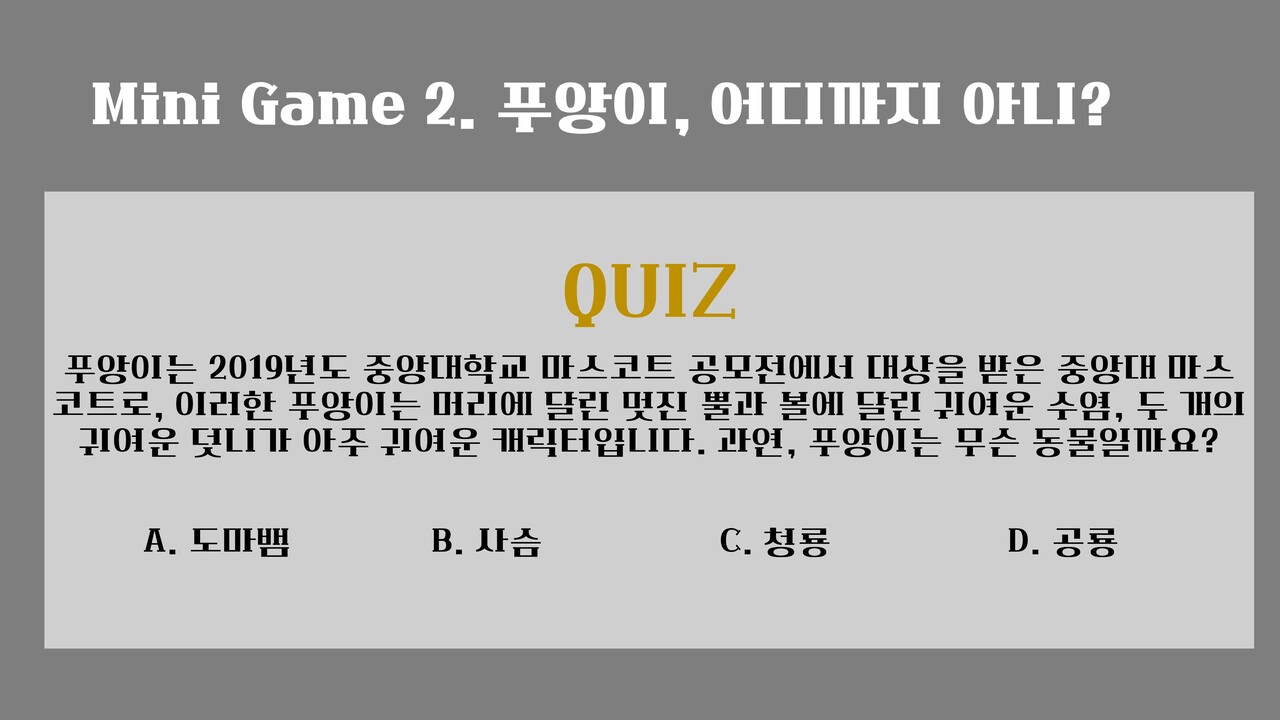 Mini Game 2. 푸앙이, 어디까지 아니?
QUIZ
푸앙이는 2019년도 중앙대학교 마스코트 공모전에서 대상을 받은 중앙대 마스
코트로, 이러한 푸앙이는 머리에 달린 멋진 뿔과 볼에 달린 귀여운 수염, 두 개의
귀여운 덧니가 아주 귀여운 캐릭터입니다. 과연, 푸앙이는 무슨 동물일까요?
A. 도마뱀 B. 사슴 C. 청룡 D. 공룡